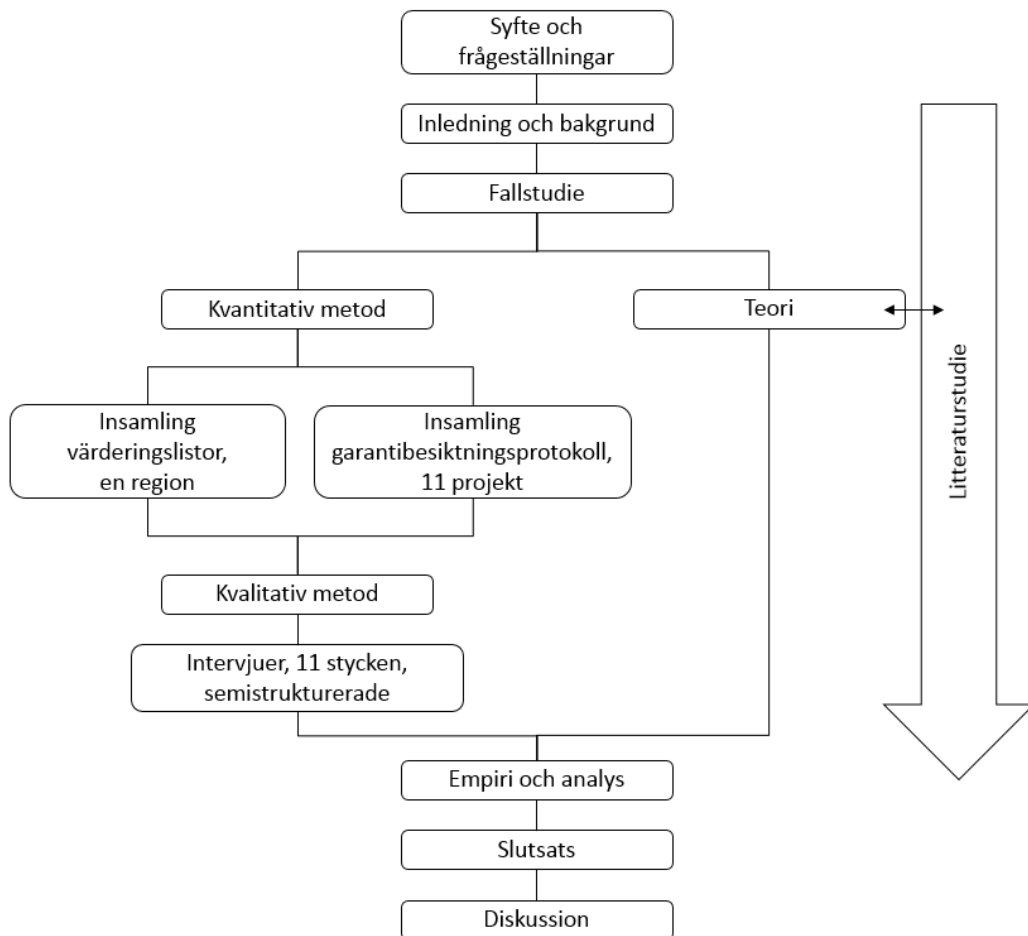 Syfte och
frågeställningar
Inledning och bakgrund
Fallstudie
Kvantitativ metod
Teori
Insamling
värderingslistor,
en region
Insamling
garantibesiktningsprotokoll,
11 projekt
Litteraturstudie
Kvalitativ metod
Intervjuer, 11 stycken,
semistrukturerade
Empiri och analys
Slutsats
Diskussion